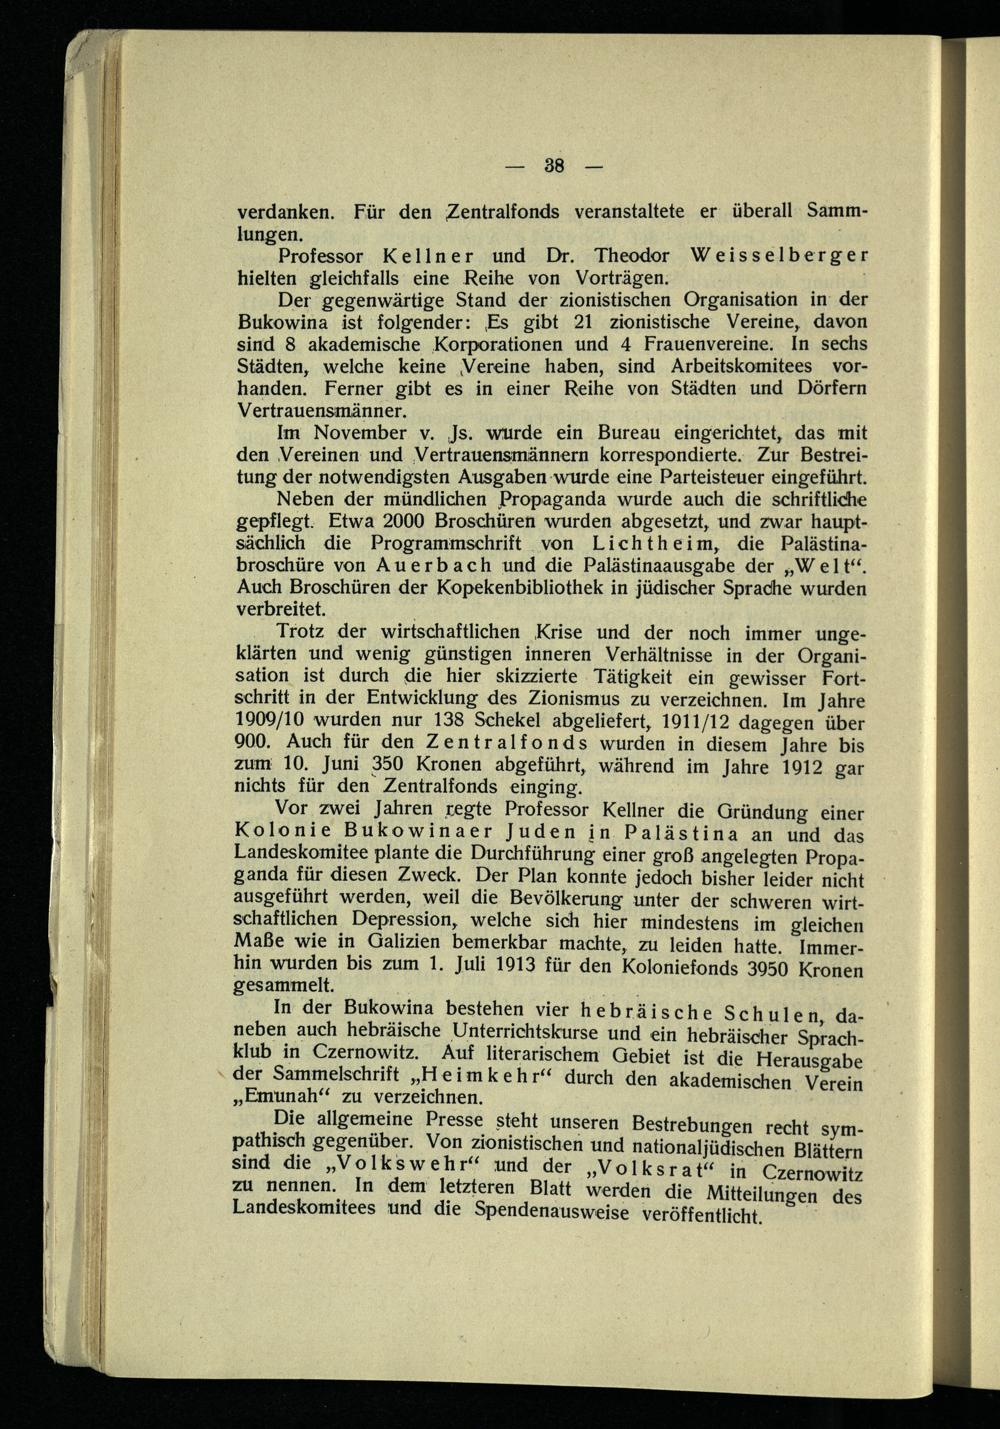 — 38 —
verdanken. Für den Zentralfonds veranstaltete er überall Samm-
lungen.
Professor Kellner und Dr. Theodor Weisselberger
hielten gleichfalls eine Reihe von Vorträgen.
Der gegenwärtige Stand der zionistischen Organisation in der
Bukowina ist folgender: Es gibt 21 zionistische Vereine, davon
sind 8 akademische Korporationen und 4 Frauenvereine. In sechs
Städten, welche keine Vereine haben, sind Arbeitskomitees vor-
handen. Ferner gibt es in einer Reihe von Städten und Dörfern
Vertrauensmänner.
Im November v. Js. wurde ein Bureau eingerichtet, das mit
den Vereinen und Vertrauensmännern korrespondierte. Zur Bestrei-
tung der notwendigsten Ausgaben wurde eine Parteisteuer eingeführt.
Neben der mündlichen Propaganda wurde auch die schriftliche
gepflegt. Etwa 2000 Broschüren wurden abgesetzt, und zwar haupt-
sächlich die Programmschrift von Lichtheim, die Palästina-
broschüre von Auerbach und die Palästinaausgabe der „Welt“.
Auch Broschüren der Kopekenbibliothek in jüdischer Sprache wurden
verbreitet.
Trotz der wirtschaftlichen Krise und der noch immer unge-
klärten und wenig günstigen inneren Verhältnisse in der Organi-
sation ist durch die hier skizzierte Tätigkeit ein gewisser Fort-
schritt in der Entwicklung des Zionismus zu verzeichnen. Im Jahre
1909/10 wurden nur 138 Schekel abgeliefert, 1911/12 dagegen über
900. Auch für den Zentralfonds wurden in diesem Jahre bis
zum 10. Juni 350 Kronen abgeführt, während im Jahre 1912 gar
nichts für den Zentralfonds einging.
Vor zwei Jahren regte Professor Kellner die Gründung einer
Kolonie Bukowinaer Juden in Palästina an und das
Landeskomitee plante die Durchführung einer groß angelegten Propa-
ganda für diesen Zweck. Der Plan konnte jedoch bisher leider nicht
ausgeführt werden, weil die Bevölkerung unter der schweren wirt-
schaftlichen Depression, welche sich hier mindestens im gleichen
Maße wie in Galizien bemerkbar machte, zu leiden hatte. Immer-
hin wurden bis zum 1. Juli 1913 für den Koloniefonds 3950 Kronen
gesammelt.
In der Bukowina bestehen vier hebräische Schulen, da-
neben auch hebräische Unterrichtskurse und ein hebräischer Sprach-
klub in Czernowitz. Auf literarischem Gebiet ist die Herausgabe
der Sammelschrift „Heimkehr“ durch den akademischen Verein
„Emunah“ zu verzeichnen.
Die allgemeine Presse steht unseren Bestrebungen recht sym-
pathisch gegenüber. Von zionistischen und nationaljüdischen Blättern
sind die „Volkswehr“ und der „Volksrat“ in Czernowitz
zu nennen. In dem letzteren Blatt werden die Mitteilungen des
Landeskomitees und die Spendenausweise veröffentlicht.